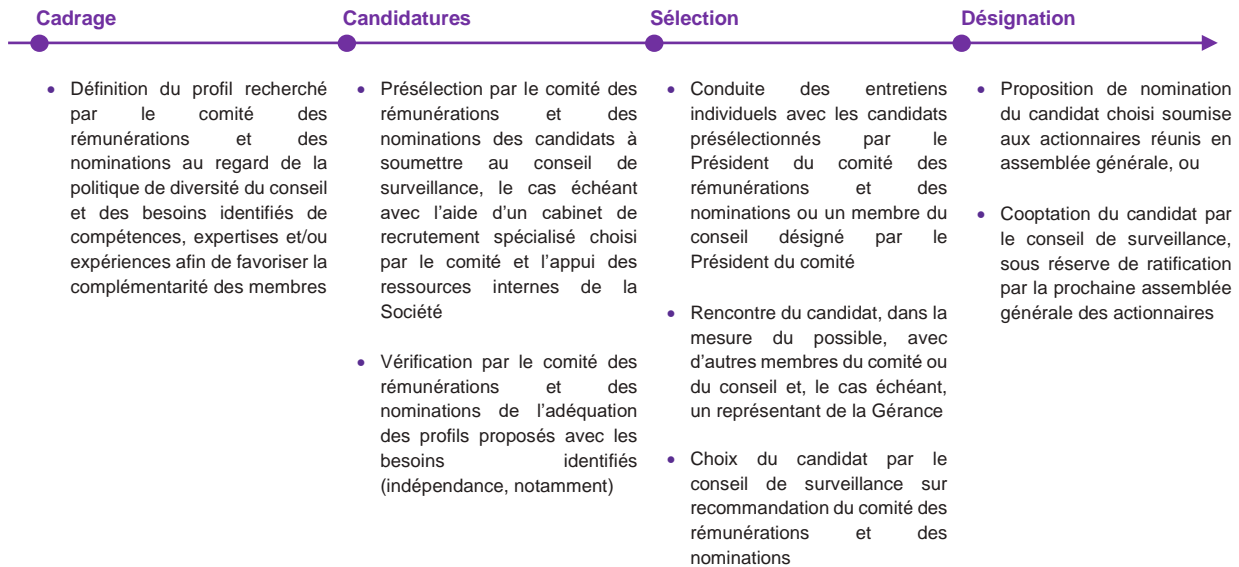 Cadrage
• Définition du profil recherché
par le comité des
rémunérations et des
nominations au regard de la
politique de diversité du conseil
et des besoins identifiés de
compétences, expertises et/ou
expériences afin de favoriser la
complémentarité des membres
Candidatures
• Présélection par le comité des
rémunérations et des
nominations des candidats à
soumettre au conseil de
surveillance, le cas échéant
avec l’aide d’un cabinet de
recrutement spécialisé choisi
par le comité et l’appui des
ressources internes de la
Société
• Vérification par le comité des
rémunérations et des
nominations de l’adéquation
des profils proposés avec les
besoins identifiés
(indépendance, notamment)
Sélection
• Conduite des entretiens
individuels avec les candidats
présélectionnés par le
Président du comité des
rémunérations et des
nominations ou un membre du
conseil désigné par le
Président du comité
• Rencontre du candidat, dans la
mesure du possible, avec
d’autres membres du comité ou
du conseil et, le cas échéant,
un représentant de la Gérance
• Choix du candidat par le
conseil de surveillance sur
recommandation du comité des
rémunérations et des
nominations
Désignation
• Proposition de nomination
du candidat choisi soumise
aux actionnaires réunis en
assemblée générale, ou
• Cooptation du candidat par
le conseil de surveillance,
sous réserve de ratification
par la prochaine assemblée
générale des actionnaires